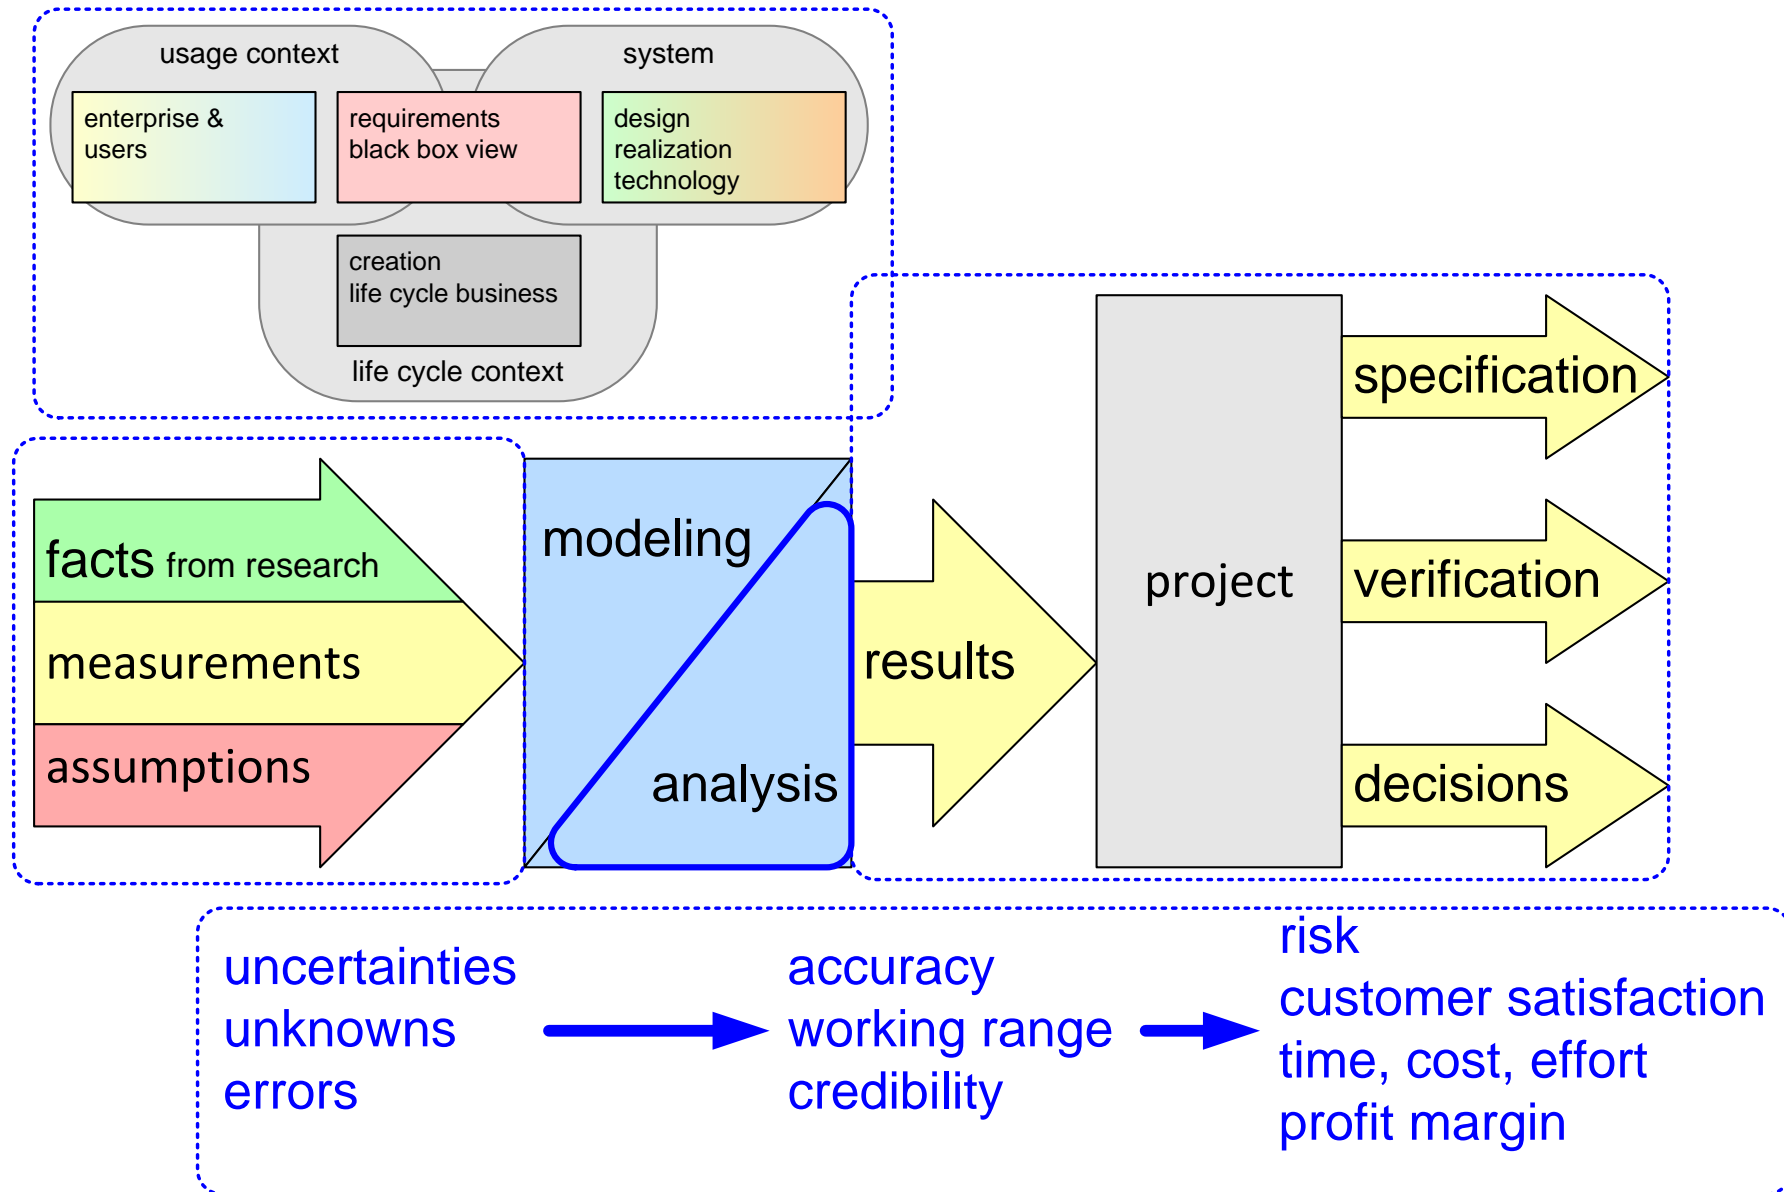 usage context
system
enterprise &
users
requirements
black box view
design
realization
technology
creation
life cycle business
life cycle context
facts from research
measurements
assumptions
modeling
analysis
results
project
specification
verification
decisions
uncertainties
unknowns
errors
accuracy
working range
credibility
risk
customer satisfaction
time, cost, effort
profit margin